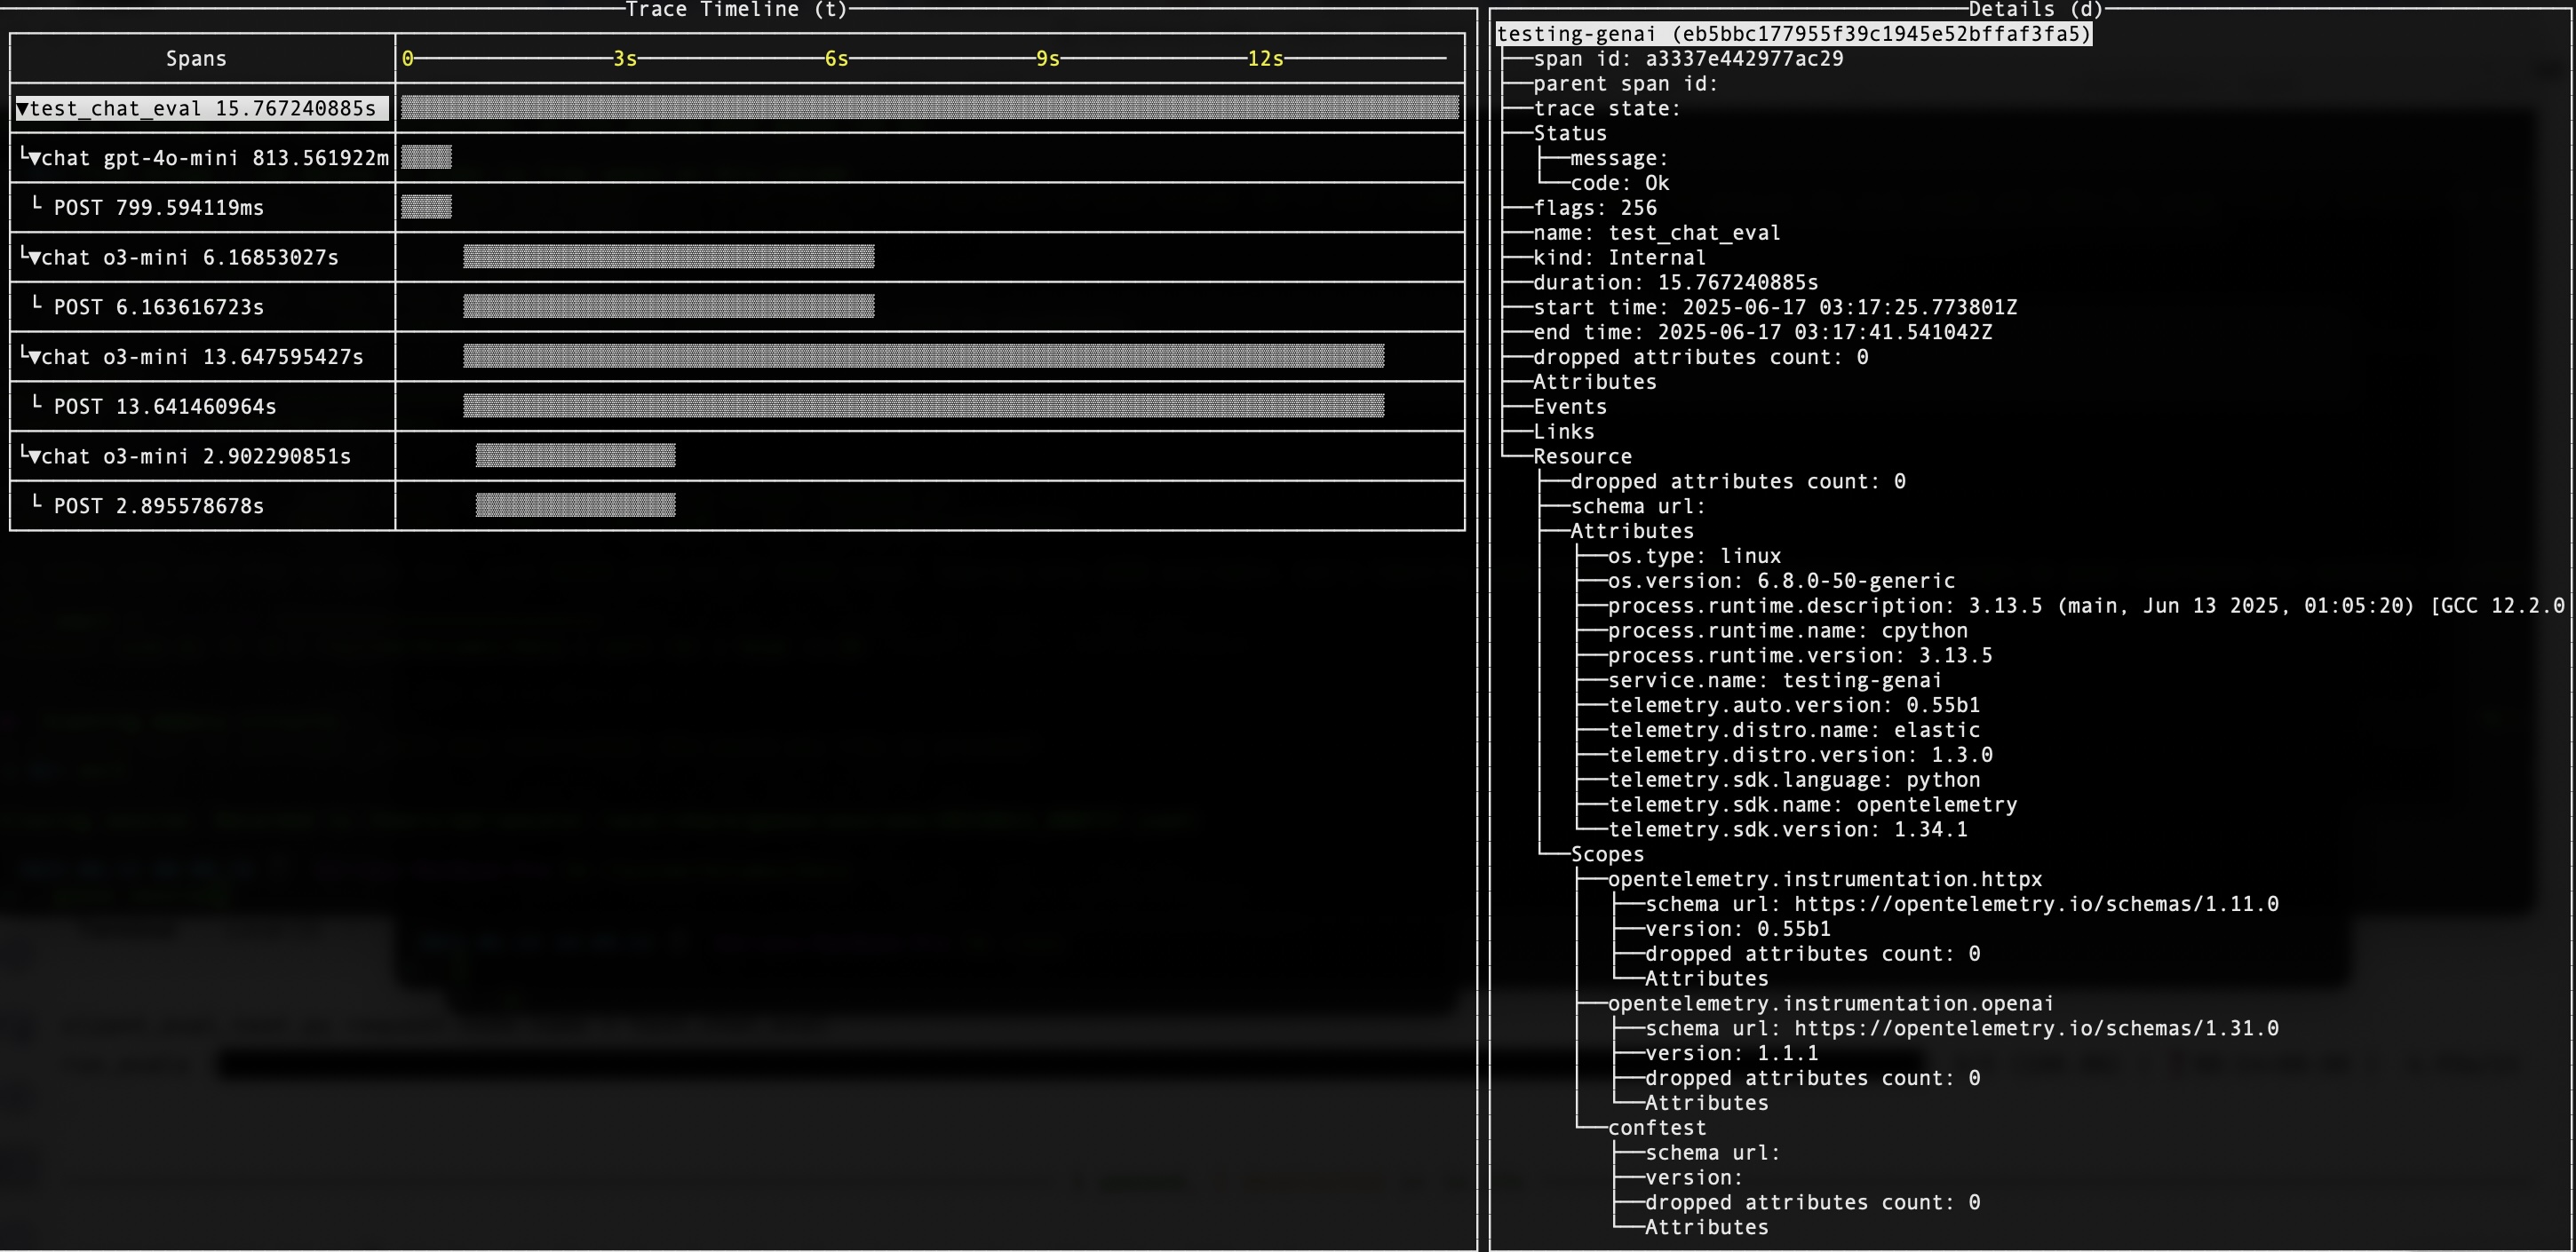 Trace Timeline (t)
Spans
0 3s 6s 9s 12s
▼test_chat_eval 15.767240885s
└▼chat gpt-4o-mini 813.561922m
└ POST 799.594119ms
└▼chat o3-mini 6.16853027s
└ POST 6.163616723s
└▼chat o3-mini 13.647595427s
└ POST 13.641460964s
└▼chat o3-mini 2.902290851s
└ POST 2.895578678s
Details (d)
testing-genai (eb5bbc177955f39c1945e52bffaf3fa5)
├──span id: a3337e442977ac29
├──parent span id:
├──trace state:
├──Status
│  ├──message:
│  └──code: Ok
├──flags: 256
├──name: test_chat_eval
├──kind: Internal
├──duration: 15.767240885s
├──start time: 2025-06-17 03:17:25.773801Z
├──end time: 2025-06-17 03:17:41.541042Z
├──dropped attributes count: 0
├──Attributes
├──Events
├──Links
└──Resource
   ├──dropped attributes count: 0
   ├──schema url:
   ├──Attributes
   │  ├──os.type: linux
   │  ├──os.version: 6.8.0-50-generic
   │  ├──process.runtime.description: 3.13.5 (main, Jun 13 2025, 01:05:20) [GCC 12.2.0
   │  ├──process.runtime.name: cpython
   │  ├──process.runtime.version: 3.13.5
   │  ├──service.name: testing-genai
   │  ├──telemetry.auto.version: 0.55b1
   │  ├──telemetry.distro.name: elastic
   │  ├──telemetry.distro.version: 1.3.0
   │  ├──telemetry.sdk.language: python
   │  ├──telemetry.sdk.name: opentelemetry
   │  └──telemetry.sdk.version: 1.34.1
   └──Scopes
      ├──opentelemetry.instrumentation.httpx
      │  ├──schema url: https://opentelemetry.io/schemas/1.11.0
      │  ├──version: 0.55b1
      │  ├──dropped attributes count: 0
      │  └──Attributes
      ├──opentelemetry.instrumentation.openai
      │  ├──schema url: https://opentelemetry.io/schemas/1.31.0
      │  ├──version: 1.1.1
      │  ├──dropped attributes count: 0
      │  └──Attributes
      └──conftest
         ├──schema url:
         ├──version:
         ├──dropped attributes count: 0
         └──Attributes